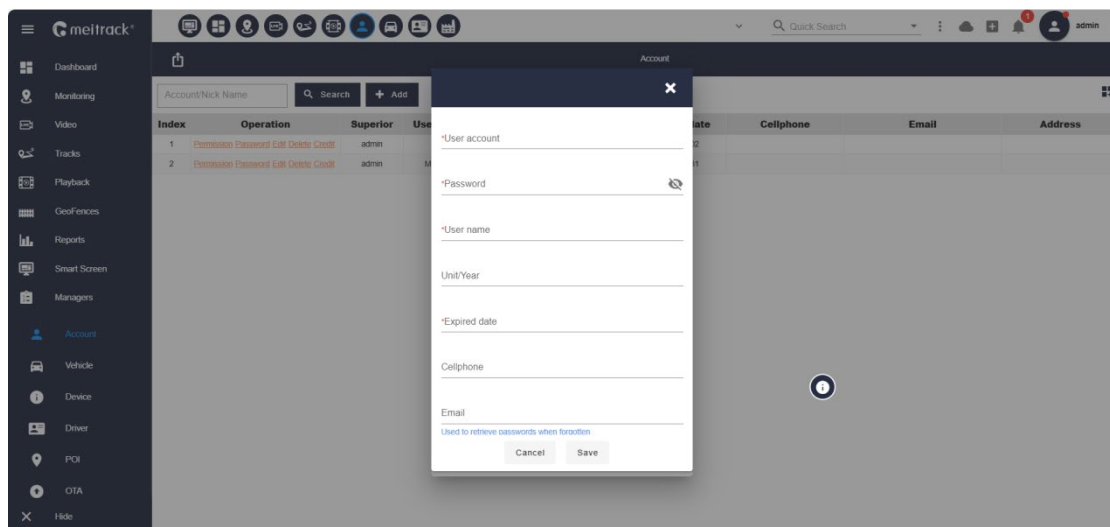 meitrack
Quick Search
1
admin
Dashboard
Account
Monitoring
Account/Nick Name
Search
Add
Video
Index
Operation
Superior
Use
ate
Cellphone
Email
Address
1
Permission Password Edit Delete Credit
admin
2
Permission Password Edit Delete Credit
admin
M
Tracks
Playback
GeoFences
Reports
Smart Screen
Managers
Account
Vehicle
Device
Driver
POI
OTA
Hide
*User account
*Password
*User name
Unit/Year
*Expired date
Cellphone
Email
Used to retrieve passwords when forgotten
Cancel
Save